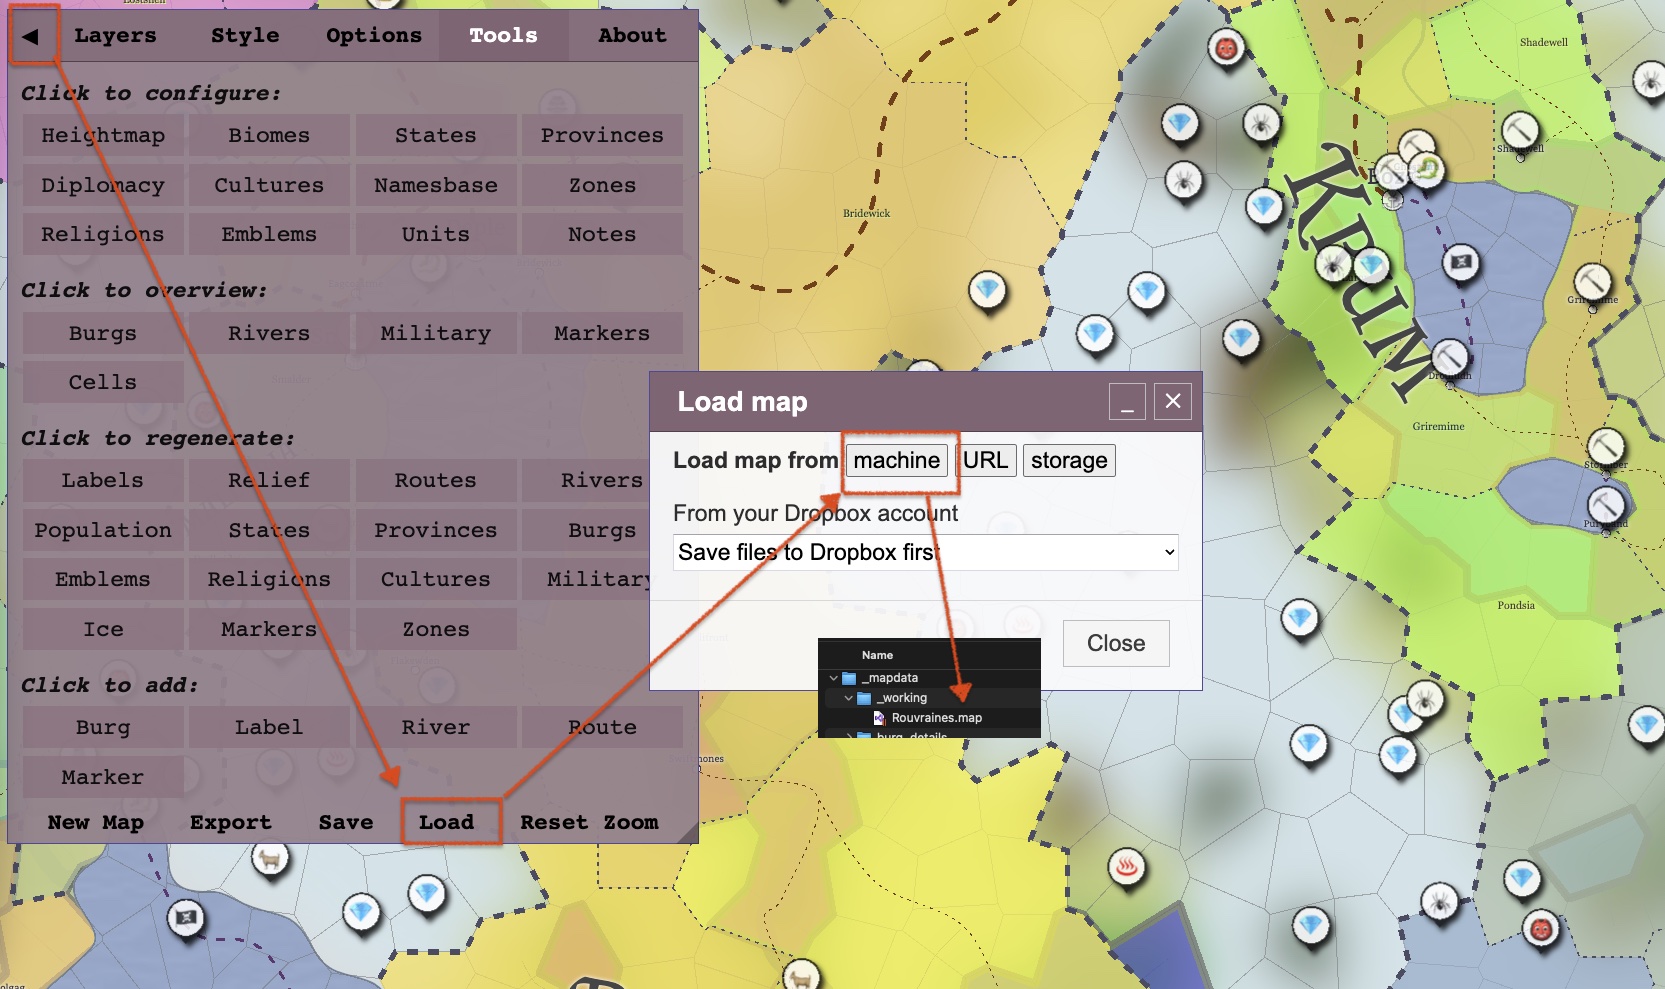 ◀ Layers Style Options Tools About
Click to configure:
Heightmap Biomes States Provinces
Diplomacy Cultures Namesbase Zones
Religions Emblems Units Notes
Click to overview:
Burgs Rivers Military Markers
Cells
Click to regenerate:
Labels Relief Routes Rivers
Population States Provinces Burgs
Emblems Religions Cultures Military
Ice Markers Zones
Click to add:
Burg Label River Route
Marker
New Map Export Save Load Reset Zoom
Load map
_ ✕
Load map from machine URL storage
From your Dropbox account
Save files to Dropbox first
Close
Name
_mapdata
_working
Rouvraines.map
burg_details
Bridewick
Shadewell
Shadewell
Krum
Griremime
Griremime
Pondsia